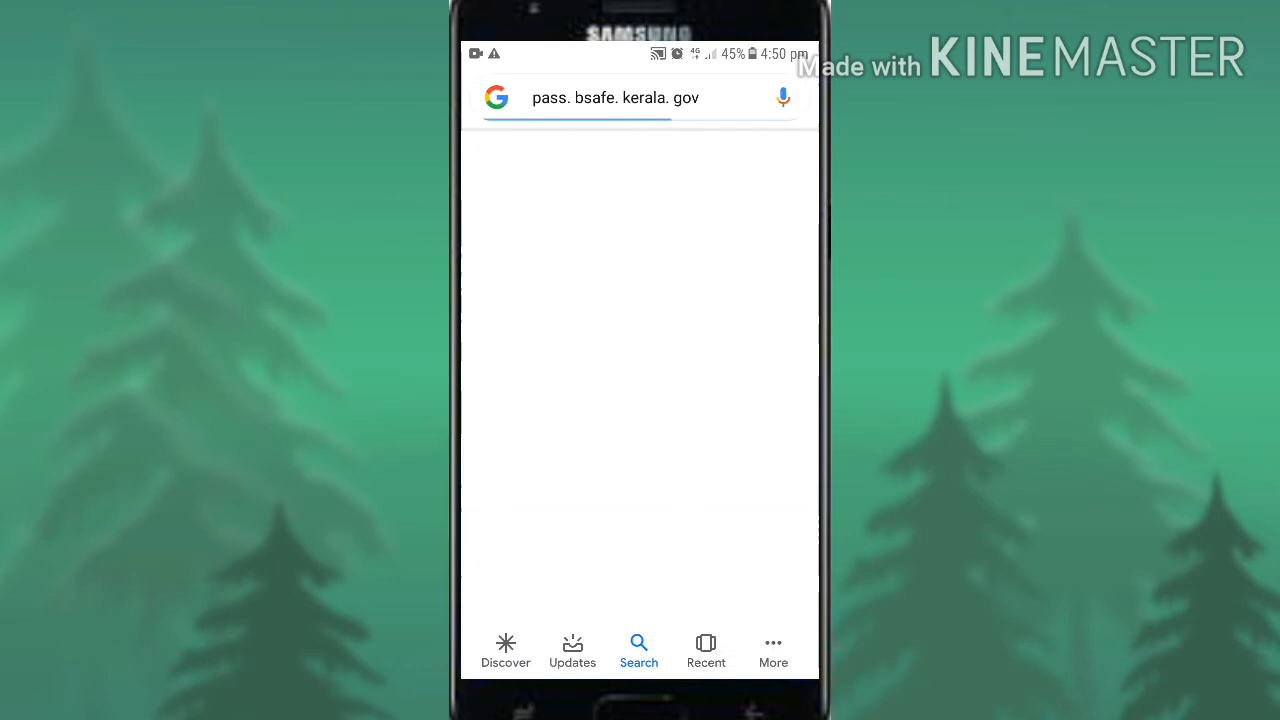 SAMSUNG
45% 4:50 pm
Made with KINEMASTER
pass. bsafe. kerala. gov
Discover Updates Search Recent More